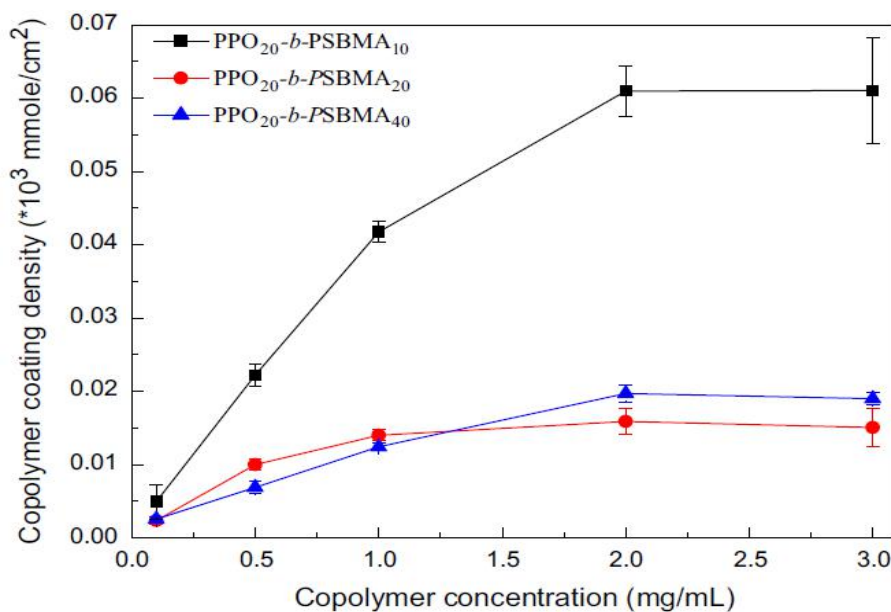 0.07
0.06
0.05
0.04
0.03
0.02
0.01
0.00
Copolymer coating density (*10³ mmole/cm²)
PPO₂₀-b-PSBMA₁₀
PPO₂₀-b-PSBMA₂₀
PPO₂₀-b-PSBMA₄₀
0.0 0.5 1.0 1.5 2.0 2.5 3.0
Copolymer concentration (mg/mL)